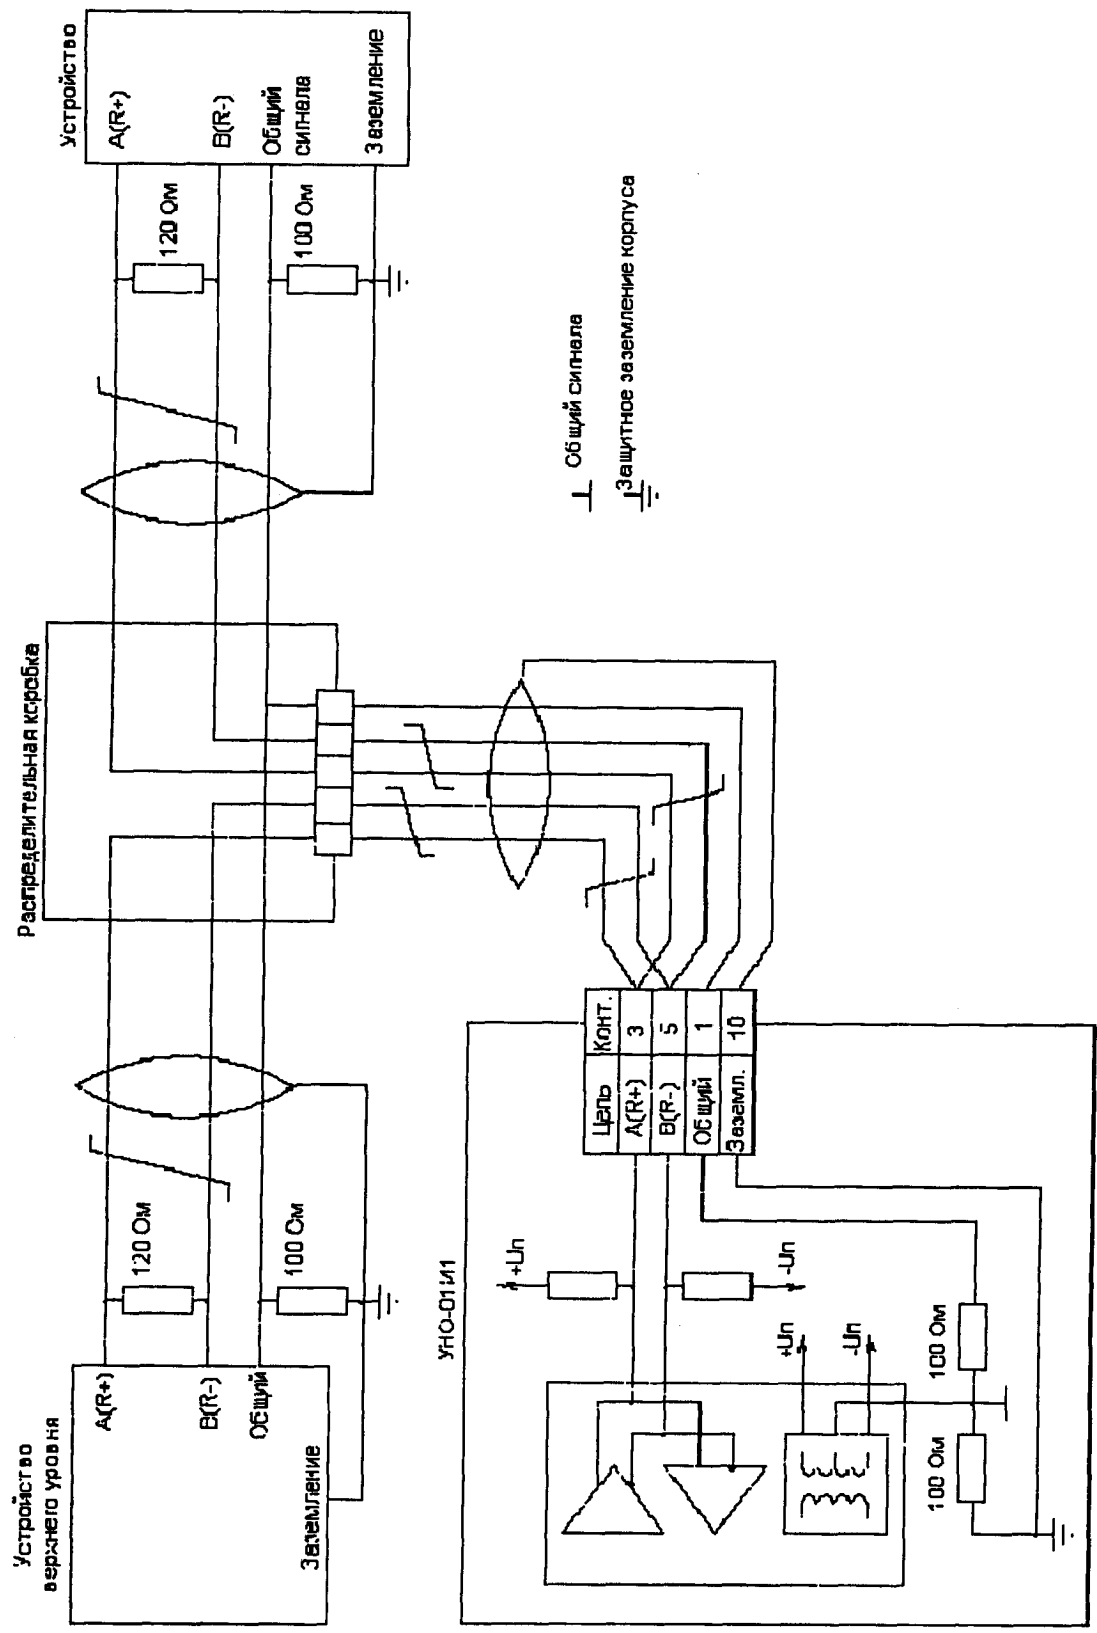 Устройство
верхнего уровня
A(R+)
B(R-)
Общий
Заземление
120 Ом
100 Ом
Распределительная коробка
Устройство
A(R+)
B(R-)
Общий
сигнала
Заземление
120 Ом
100 Ом
УНО-01И1
Цепь Конт.
A(R+) 3
B(R-) 5
Общий 1
Заземл. 10
+Uп
-Uп
+Uп
-Uп
100 Ом
100 Ом
Общий сигнала
Защитное заземление корпуса